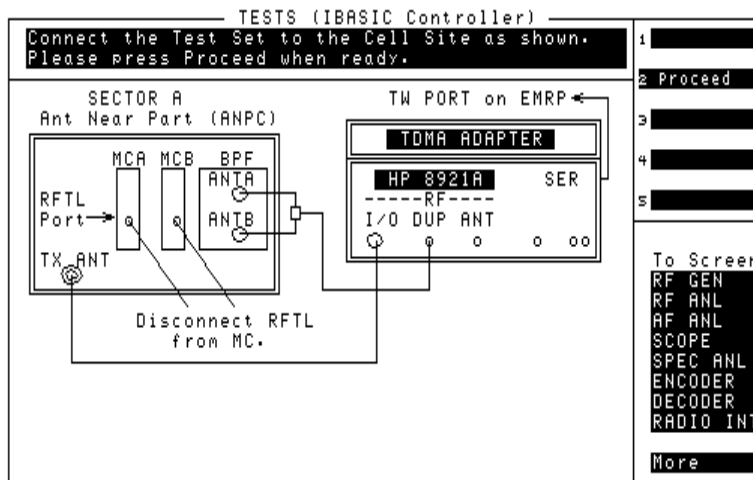 TESTS (IBASIC Controller)
Connect the Test Set to the Cell Site as shown.
Please press Proceed when ready.
SECTOR A
Ant Near Part (ANPC)
MCA MCB BPF
ANTA
ANTB
RFTL
Port
TX ANT
Disconnect RFTL
from MC.
TW PORT on EMRP
TDMA ADAPTER
HP 8921A
SER
-----RF----
I/O DUP ANT
1
2 Proceed
3
4
5
To Screen
RF GEN
RF ANL
AF ANL
SCOPE
SPEC ANL
ENCODER
DECODER
RADIO INT
More